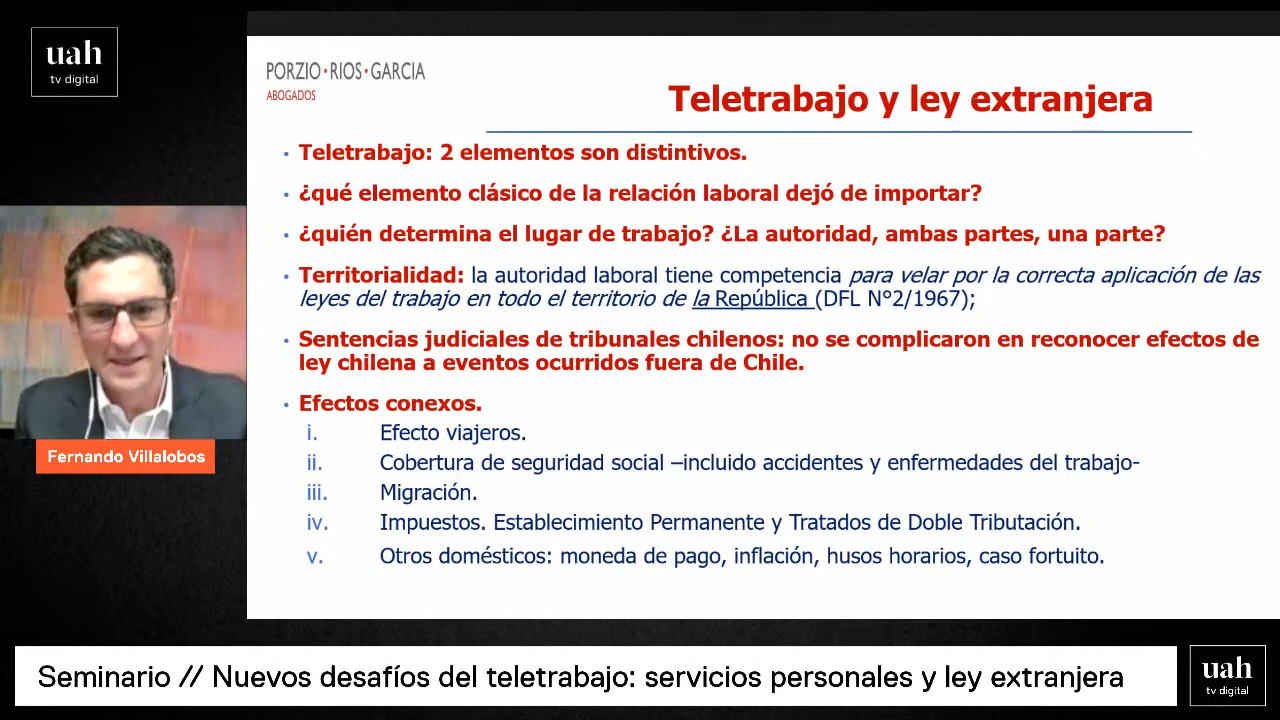 uah
tv digital
PORZIO • RIOS • GARCIA
ABOGADOS
Teletrabajo y ley extranjera
• Teletrabajo: 2 elementos son distintivos.
• ¿qué elemento clásico de la relación laboral dejó de importar?
• ¿quién determina el lugar de trabajo? ¿La autoridad, ambas partes, una parte?
• Territorialidad: la autoridad laboral tiene competencia para velar por la correcta aplicación de las
leyes del trabajo en todo el territorio de la República (DFL N°2/1967);
• Sentencias judiciales de tribunales chilenos: no se complicaron en reconocer efectos de
ley chilena a eventos ocurridos fuera de Chile.
• Efectos conexos.
i. Efecto viajeros.
ii. Cobertura de seguridad social –incluido accidentes y enfermedades del trabajo-
iii. Migración.
iv. Impuestos. Establecimiento Permanente y Tratados de Doble Tributación.
v. Otros domésticos: moneda de pago, inflación, husos horarios, caso fortuito.
Fernando Villalobos
Seminario // Nuevos desafíos del teletrabajo: servicios personales y ley extranjera
uah
tv digital